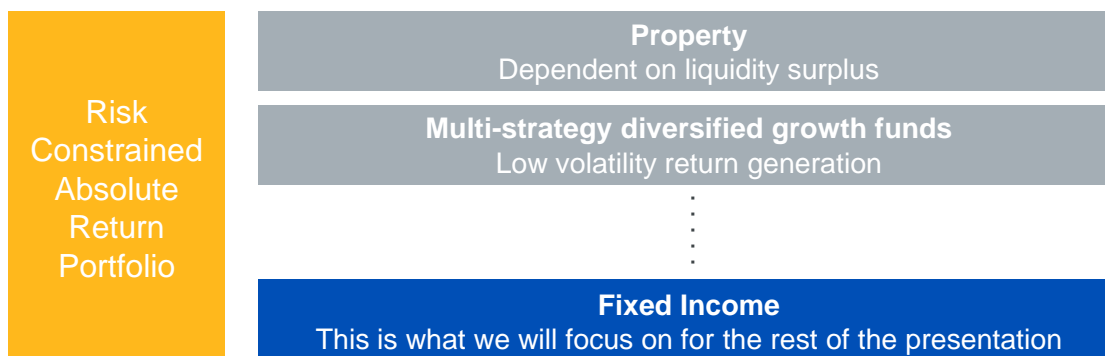 Risk
Constrained
Absolute
Return
Portfolio
Property
Dependent on liquidity surplus
Multi-strategy diversified growth funds
Low volatility return generation
Fixed Income
This is what we will focus on for the rest of the presentation